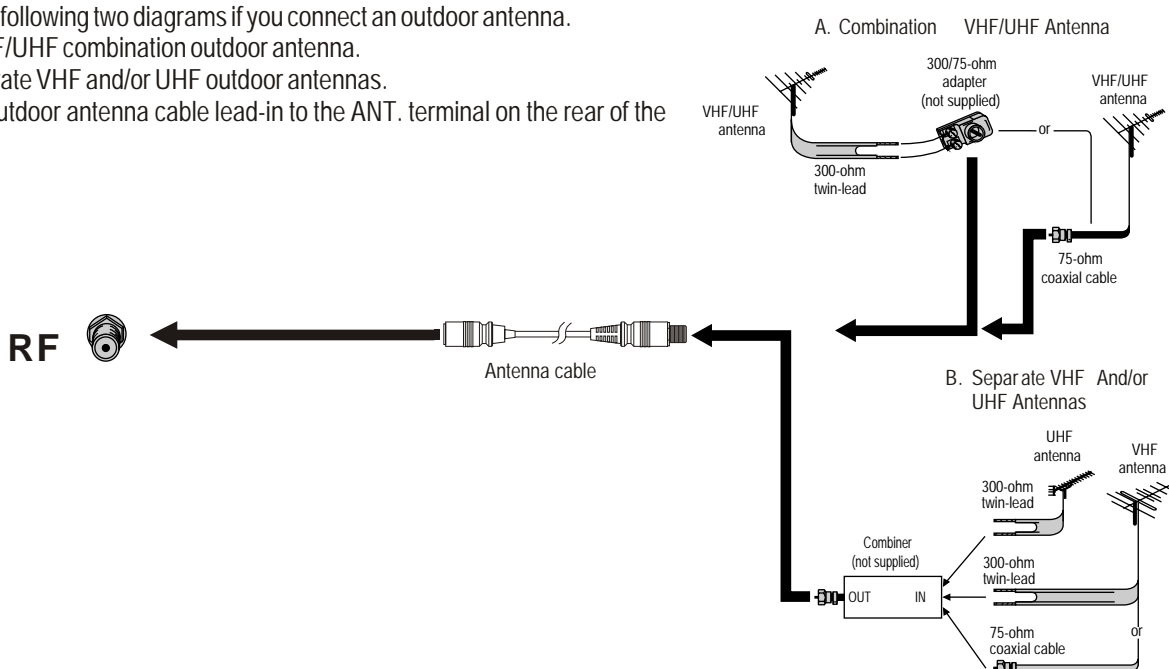 following two diagrams if you connect an outdoor antenna.
F/UHF combination outdoor antenna.
rate VHF and/or UHF outdoor antennas.
utdoor antenna cable lead-in to the ANT. terminal on the rear of the
A. Combination VHF/UHF Antenna
300/75-ohm
adapter
(not supplied)
VHF/UHF
antenna
VHF/UHF
antenna
or
300-ohm
twin-lead
75-ohm
coaxial cable
RF
Antenna cable
B. Separ ate VHF And/or
UHF Antennas
UHF
antenna
VHF
antenna
300-ohm
twin-lead
Combiner
(not supplied)
OUT IN
300-ohm
twin-lead
75-ohm
coaxial cable
or